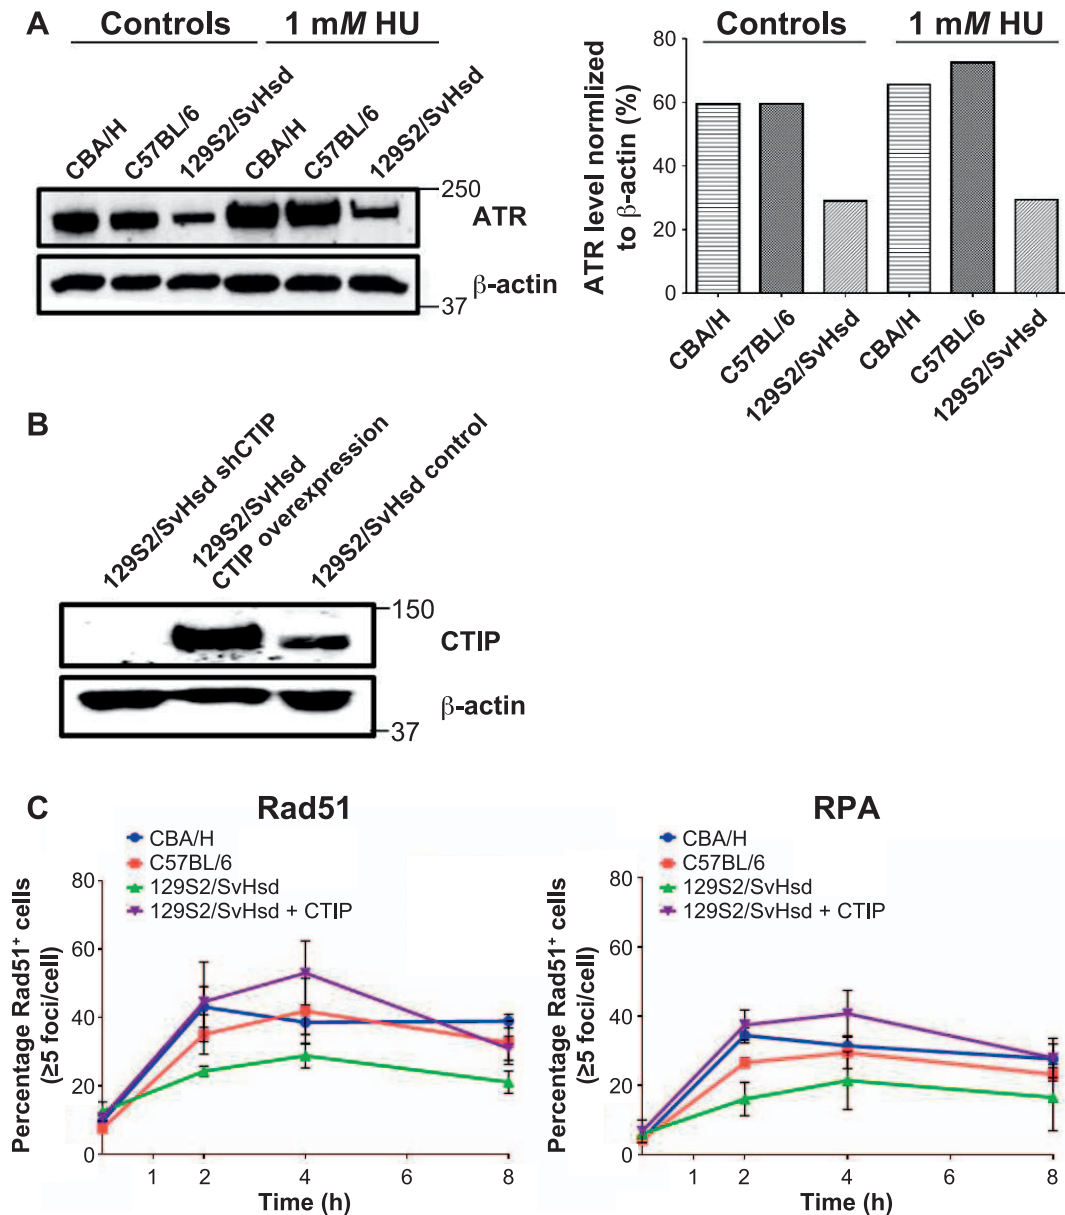 A
Controls
1 mM HU
CBA/H
C57BL/6
129S2/SvHsd
CBA/H
C57BL/6
129S2/SvHsd
250
ATR
β-actin
37
Controls
1 mM HU
ATR level normlized
to β-actin (%)
80
60
40
20
0
CBA/H
C57BL/6
129S2/SvHsd
CBA/H
C57BL/6
129S2/SvHsd
B
129S2/SvHsd shCTIP
129S2/SvHsd
CTIP overexpression
129S2/SvHsd control
150
CTIP
β-actin
37
C
Rad51
CBA/H
C57BL/6
129S2/SvHsd
129S2/SvHsd + CTIP
Percentage Rad51⁺ cells
(≥5 foci/cell)
80
60
40
20
0
1 2 4 8
Time (h)
RPA
CBA/H
C57BL/6
129S2/SvHsd
129S2/SvHsd + CTIP
Percentage Rad51⁺ cells
(≥5 foci/cell)
80
60
40
20
0
1 2 4 8
Time (h)